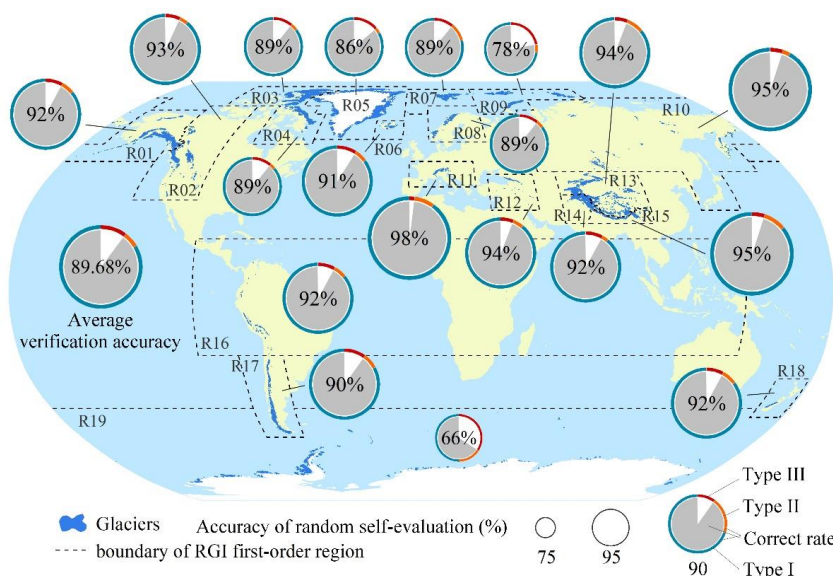 93%
89%
86%
89%
78%
94%
95%
92%
R03
R05
R07
R09
R10
R01
R04
R06
R08
89%
R02
89%
91%
R11
R13
R12
R14
R15
98%
94%
92%
95%
89.68%
Average
verification accuracy
92%
R16
R17
90%
92%
R18
R19
66%
Type III
Type II
Correct rate
Type I
90
Glaciers
Accuracy of random self-evaluation (%)
75
95
boundary of RGI first-order region